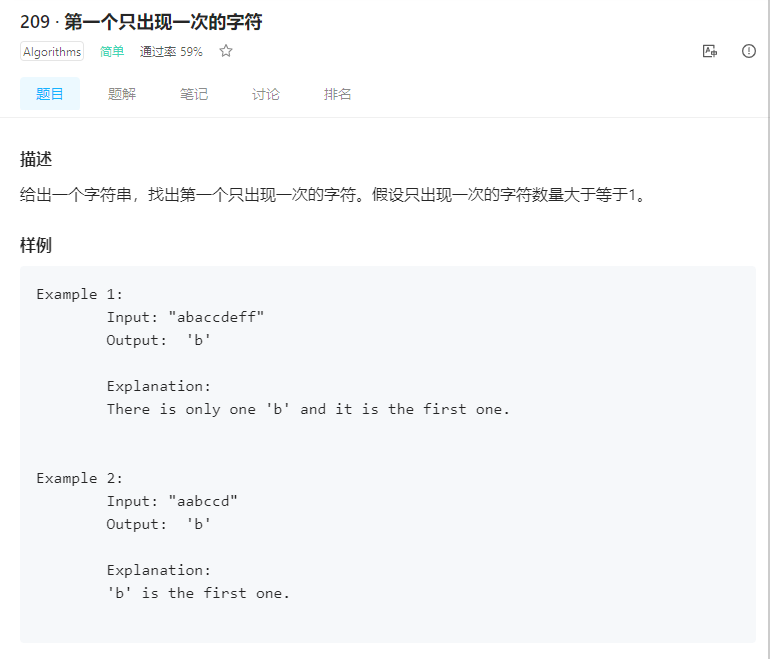 209 · 第一个只出现一次的字符
Algorithms 简单 通过率 59%
题目 题解 笔记 讨论 排名
描述
给出一个字符串，找出第一个只出现一次的字符。假设只出现一次的字符数量大于等于1。
样例
Example 1:
Input: "abaccdeff"
Output:  'b'
Explanation:
There is only one 'b' and it is the first one.
Example 2:
Input: "aabccd"
Output:  'b'
Explanation:
'b' is the first one.